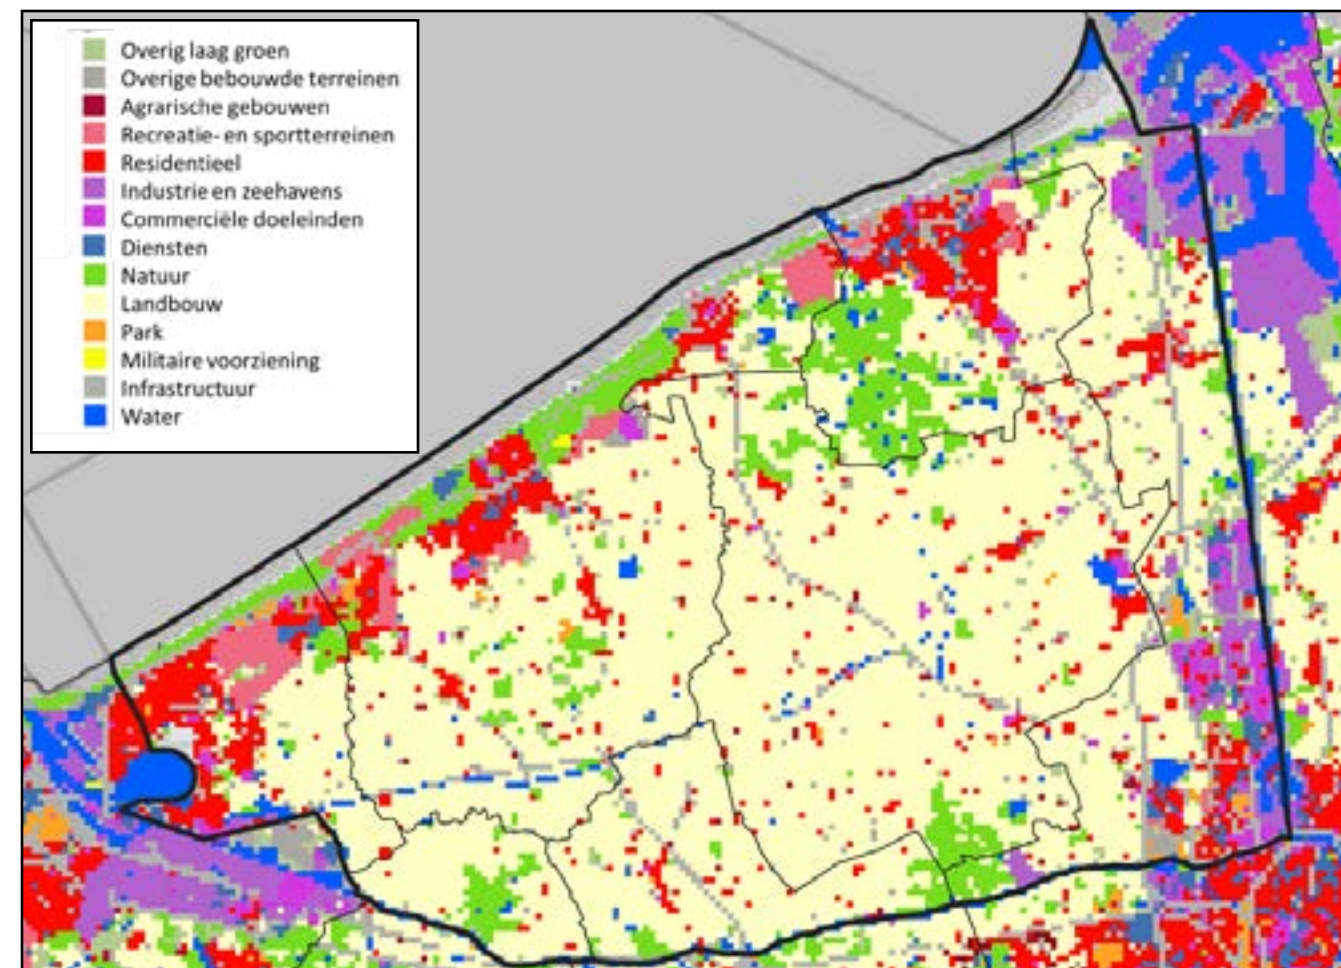 Overig laag groen
Overige bebouwde terreinen
Agrarische gebouwen
Recreatie- en sportterreinen
Residentieel
Industrie en zeehavens
Commerciële doeleinden
Diensten
Natuur
Landbouw
Park
Militaire voorziening
Infrastructuur
Water